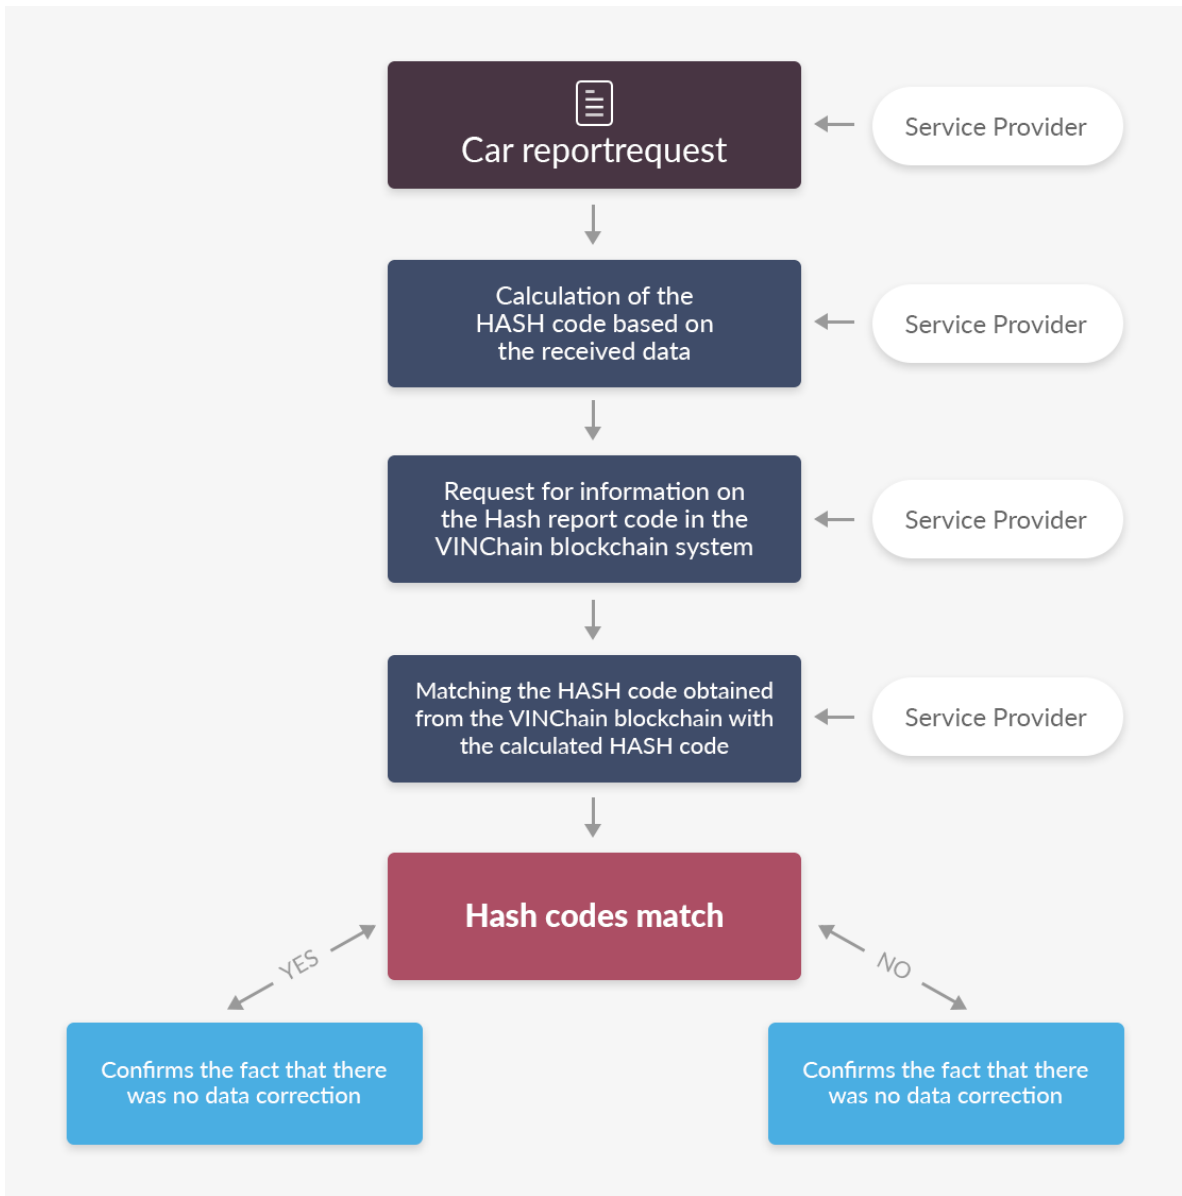 Car reportrequest
Service Provider
Calculation of the
HASH code based on
the received data
Service Provider
Request for information on
the Hash report code in the
VINChain blockchain system
Service Provider
Matching the HASH code obtained
from the VINChain blockchain with
the calculated HASH code
Service Provider
Hash codes match
YES
NO
Confirms the fact that there
was no data correction
Confirms the fact that there
was no data correction